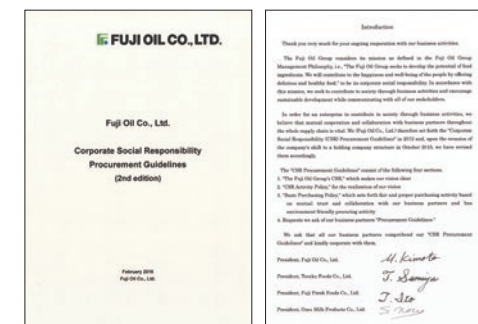 FUJI OIL CO., LTD.
Fuji Oil Co., Ltd.
Corporate Social Responsibility
Procurement Guidelines
(2nd edition)
February 2016
Fuji Oil Co., Ltd.
Introduction
Thank you very much for your ongoing cooperation with our business activities.
The Fuji Oil Group considers its mission as defined in the Fuji Oil Group
Management Philosophy, i.e., "The Fuji Oil Group seeks to develop the potential of food
ingredients. We will contribute to the happiness and well-being of the people by offering
delicious and healthy food," to be its corporate social responsibility. In accordance with
this mission, we seek to contribute to society through business activities and encourage
sustainable development while communicating with all of our stakeholders.
In order for an enterprise to contribute to society through business activities, we
believe that mutual cooperation and collaboration with business partners throughout
the whole supply chain is vital. We (Fuji Oil Co., Ltd.) therefore set forth the "Corporate
Social Responsibility (CSR) Procurement Guidelines" in 2012 and, upon the occasion of
the company's shift to a holding company structure in October 2015, we have revised
them accordingly.
The "CSR Procurement Guidelines" consist of the following four sections.
1. "The Fuji Oil Group's CSR," which makes our vision clear
2. "CSR Activity Policy," for the realization of our vision
3. "Basic Purchasing Policy," which sets forth fair and proper purchasing activity based
on mutual trust and collaboration with our business partners and has
environment friendly procuring activity
4. Requests we ask of our business partners "Procurement Guidelines."
We ask that all our business partners comprehend our "CSR Procurement
Guidelines" and kindly cooperate with them.
President, Fuji Oil Co., Ltd. M. Kimoto
President, Toraku Foods Co., Ltd. T.
President, Fuji Fresh Foods Co., Ltd. T. Ito
President, Omu Milk Products Co., Ltd. S.